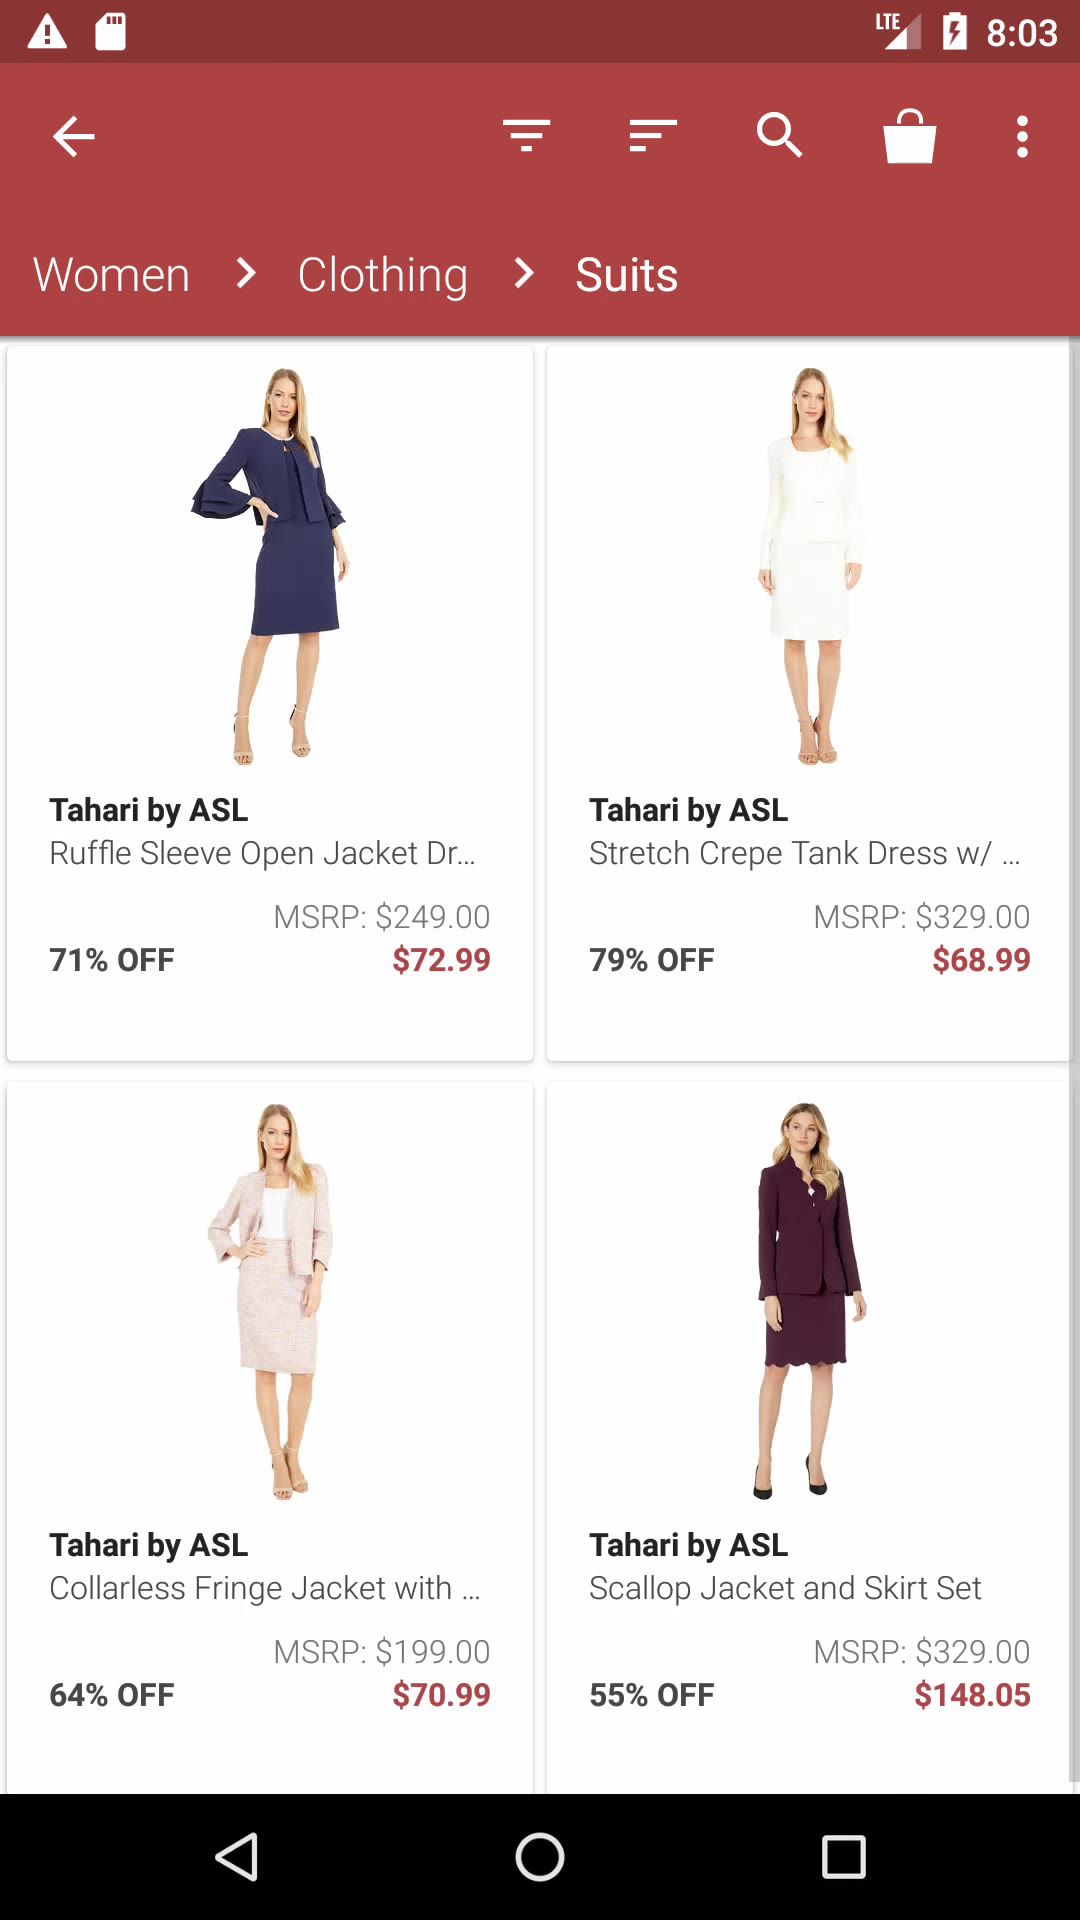 LTE 8:03
Women Clothing Suits
Tahari by ASL
Ruffle Sleeve Open Jacket Dr...
MSRP: $249.00
71% OFF $72.99
Tahari by ASL
Stretch Crepe Tank Dress w/ ...
MSRP: $329.00
79% OFF $68.99
Tahari by ASL
Collarless Fringe Jacket with ...
MSRP: $199.00
64% OFF $70.99
Tahari by ASL
Scallop Jacket and Skirt Set
MSRP: $329.00
55% OFF $148.05